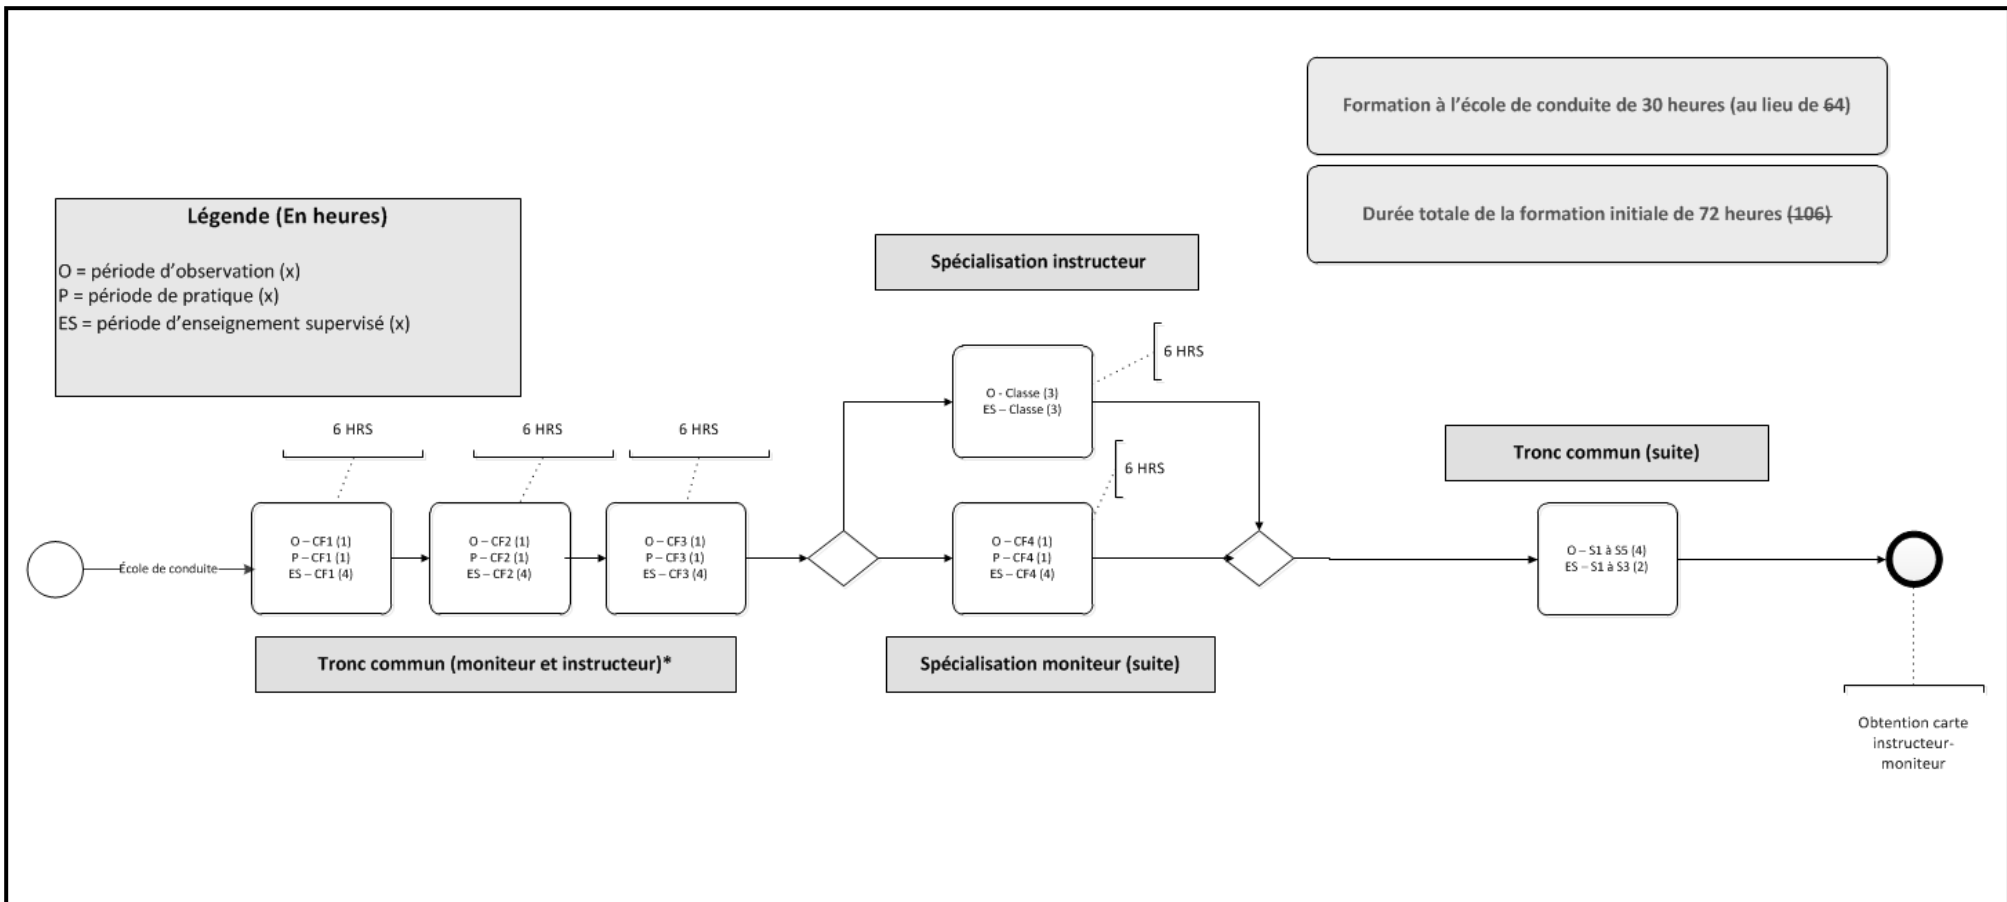 Formation à l'école de conduite de 30 heures (au lieu de 64)
Durée totale de la formation initiale de 72 heures (106)
Légende (En heures)
O = période d'observation (x)
P = période de pratique (x)
ES = période d'enseignement supervisé (x)
Spécialisation instructeur
6 HRS
O - Classe (3)
ES – Classe (3)
6 HRS
6 HRS
6 HRS
6 HRS
École de conduite
O – CF1 (1)
P – CF1 (1)
ES – CF1 (4)
O – CF2 (1)
P – CF2 (1)
ES – CF2 (4)
O – CF3 (1)
P – CF3 (1)
ES – CF3 (4)
O – CF4 (1)
P – CF4 (1)
ES – CF4 (4)
Tronc commun (suite)
O – S1 à S5 (4)
ES – S1 à S3 (2)
Tronc commun (moniteur et instructeur)*
Spécialisation moniteur (suite)
Obtention carte
instructeur-
moniteur